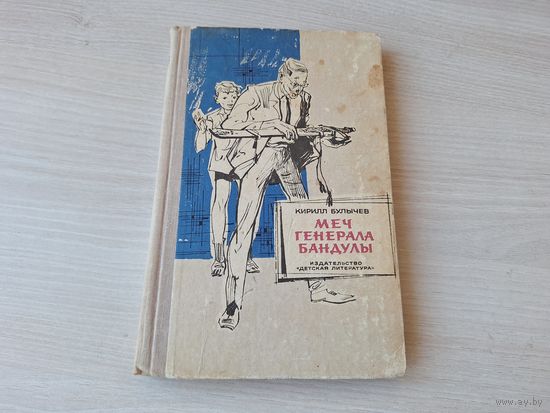 КИРИЛЛ БУЛЫЧЕВ
МЕЧ
ГЕНЕРАЛА
БАНДУЛЫ
ИЗДАТЕЛЬСТВО
«ДЕТСКАЯ ЛИТЕРАТУРА»
www.ay.by